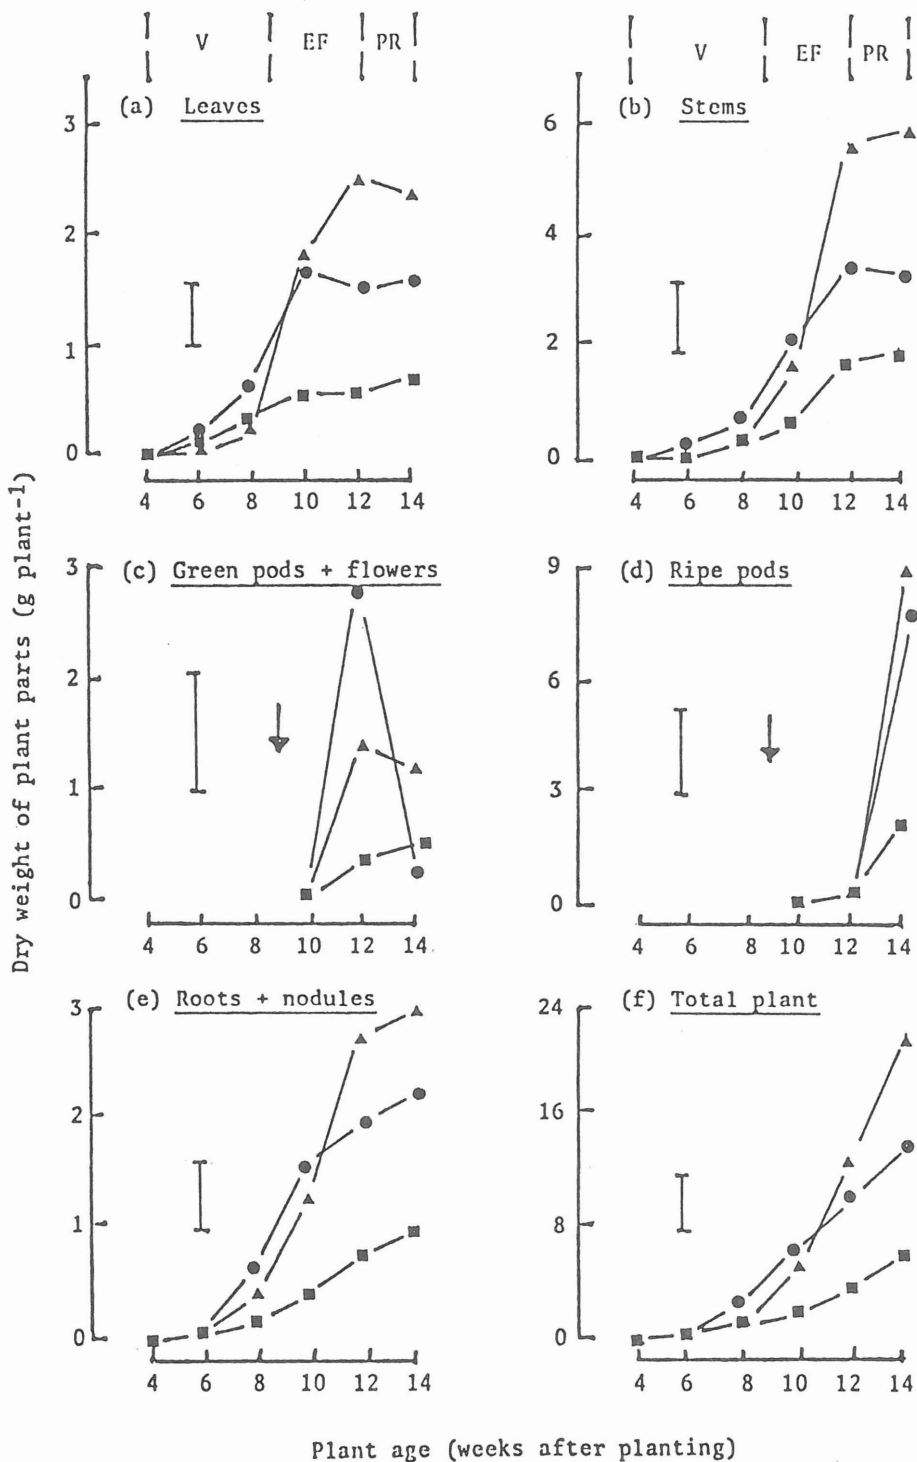 V EF PR V EF PR
(a) Leaves
3
2
1
0
4 6 8 10 12 14
(b) Stems
6
4
2
0
4 6 8 10 12 14
(c) Green pods + flowers
3
2
1
0
4 6 8 10 12 14
(d) Ripe pods
9
6
3
0
4 6 8 10 12 14
(e) Roots + nodules
3
2
1
0
4 6 8 10 12 14
(f) Total plant
24
16
8
0
4 6 8 10 12 14
Dry weight of plant parts (g plant⁻¹)
Plant age (weeks after planting)